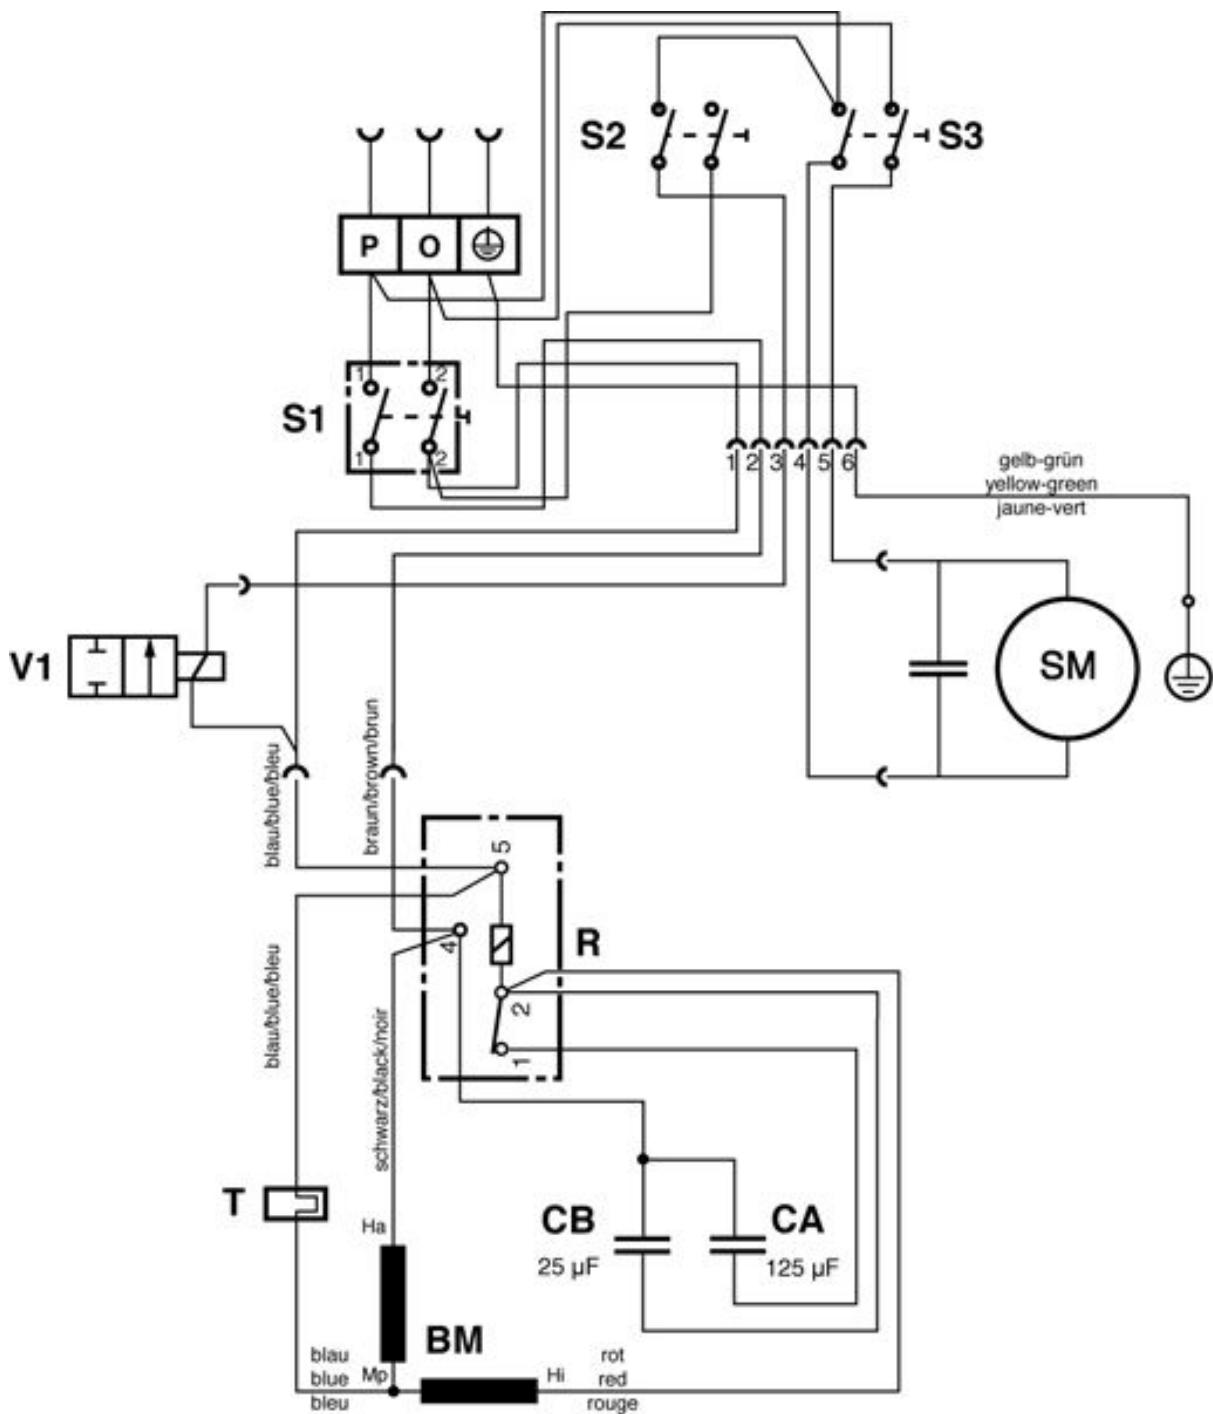 S2
S3
P
O
1
2
S1
1
2
1
2
3
4
5
6
gelb-grün
yellow-green
jaune-vert
V1
SM
blau/blue/bleu
braun/brown/brun
5
4
R
2
1
blau/blue/bleu
schwarz/black/noir
T
Ha
CB
25 µF
CA
125 µF
BM
blau
blue
bleu
Mp
Hi
rot
red
rouge